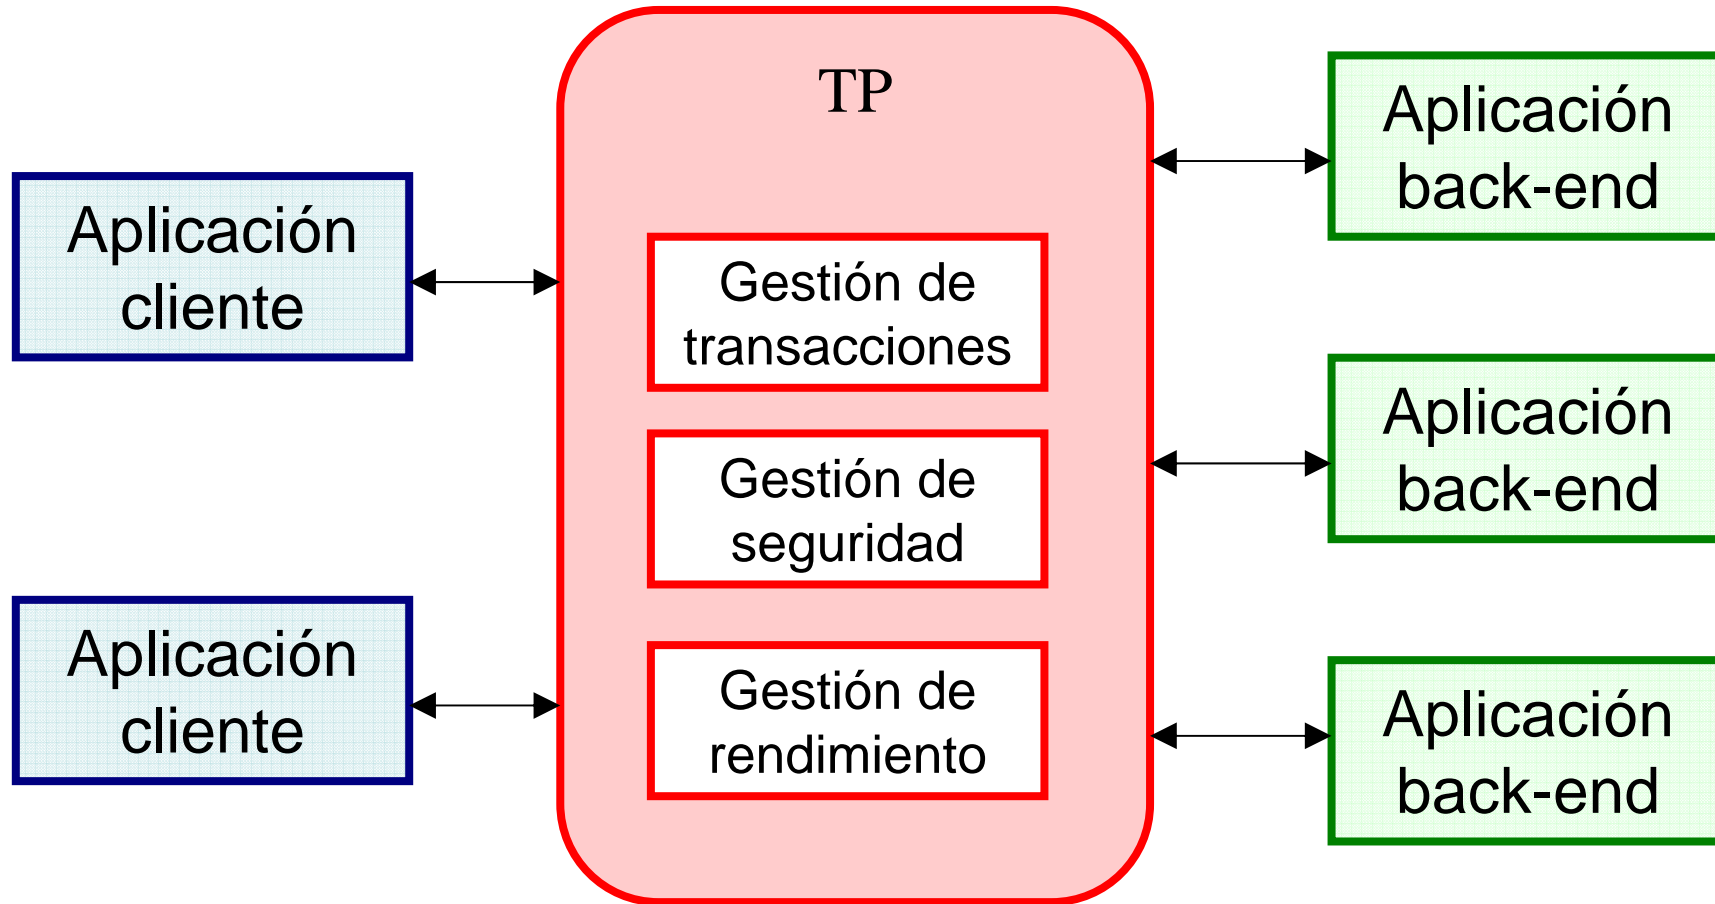 Aplicación
cliente
Aplicación
cliente
TP
Gestión de
transacciones
Gestión de
seguridad
Gestión de
rendimiento
Aplicación
back-end
Aplicación
back-end
Aplicación
back-end